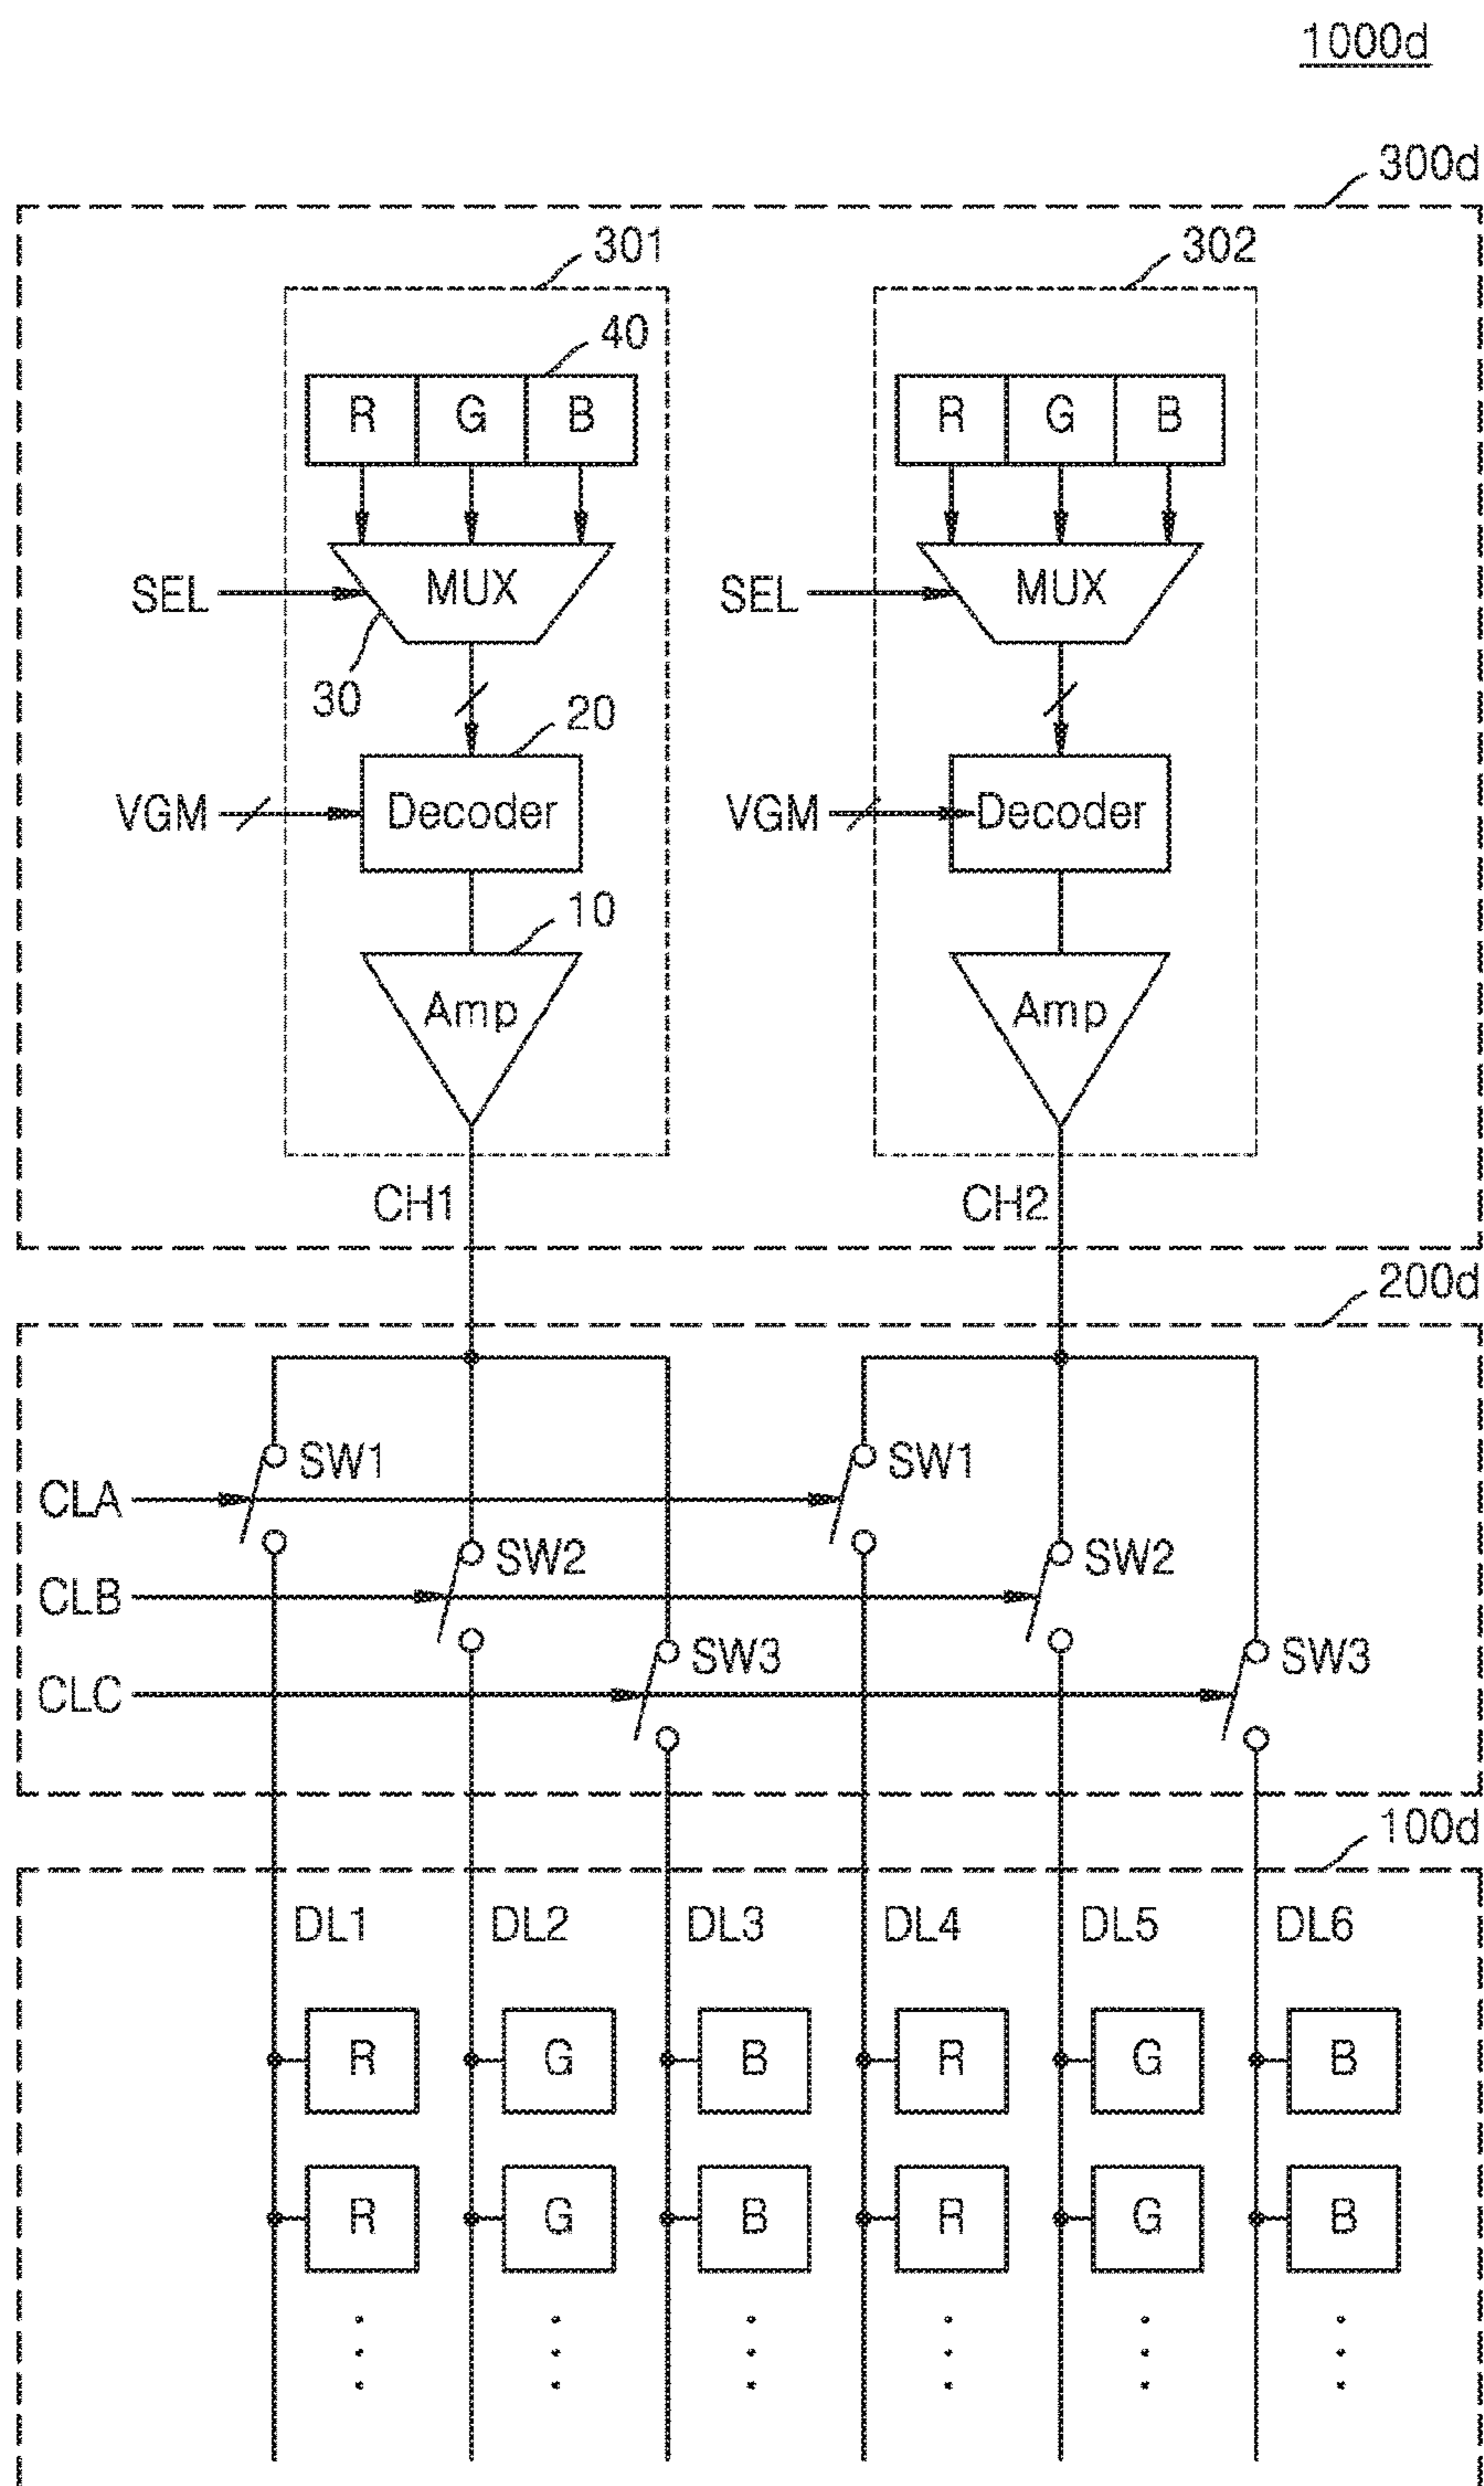 1000d
300d
301 302
40
R G B R G B
SEL MUX SEL MUX
30
20
VGM Decoder VGM Decoder
10
Amp Amp
CH1 CH2
200d
SW1 SW1
CLA
SW2 SW2
CLB
SW3 SW3
CLC
100d
DL1 DL2 DL3 DL4 DL5 DL6
R G B R G B
R G B R G B